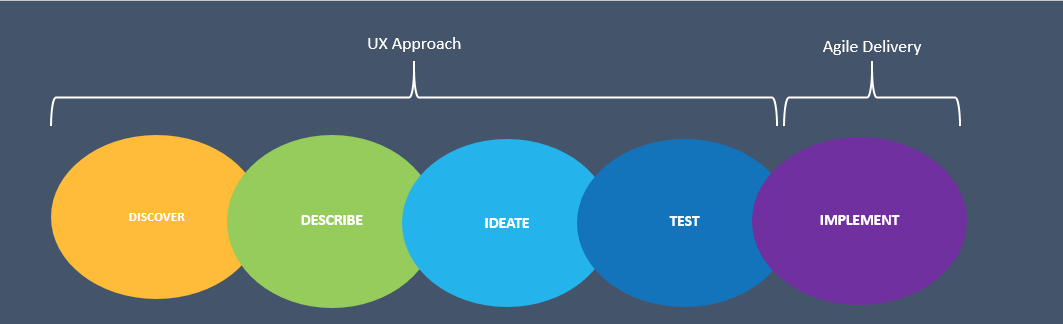 UX Approach
Agile Delivery
DISCOVER
DESCRIBE
IDEATE
TEST
IMPLEMENT